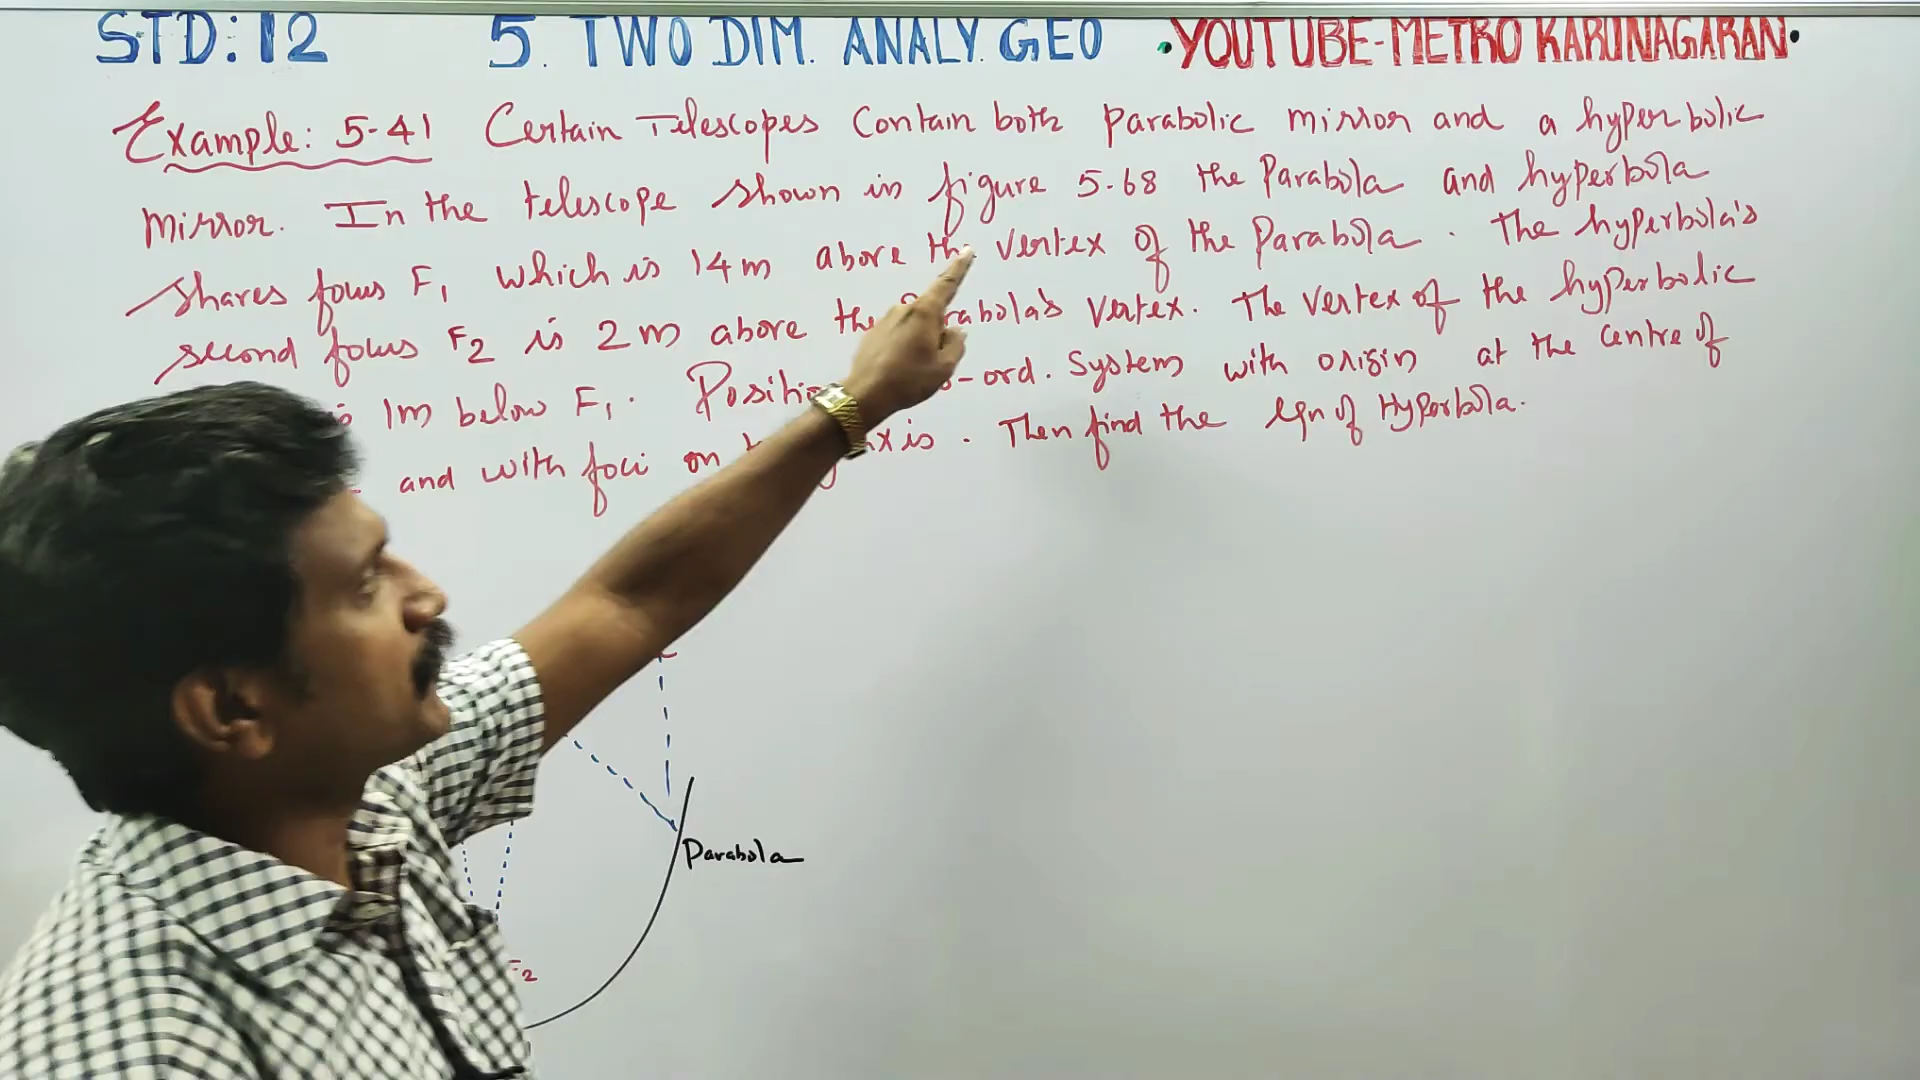 STD: 12 5. TWO DIM. ANALY. GEO •YOUTUBE-METRO KARUNAGARAN•
Example: 5-41 Certain Telescopes Contain both parabolic mirror and a hyperbolic
mirror. In the telescope shown in figure 5-68 the Parabola and hyperbola
shares focus F1 which is 14m above the vertex of the Parabola. The hyperbola's
second focus F2 is 2m above the Parabola's Vertex. The Vertex of the hyperbolic
1m below F1. Position -ord. System with origin at the centre of
and with foci on axis. Then find the eqn of Hyperbola.
Parabola
F2